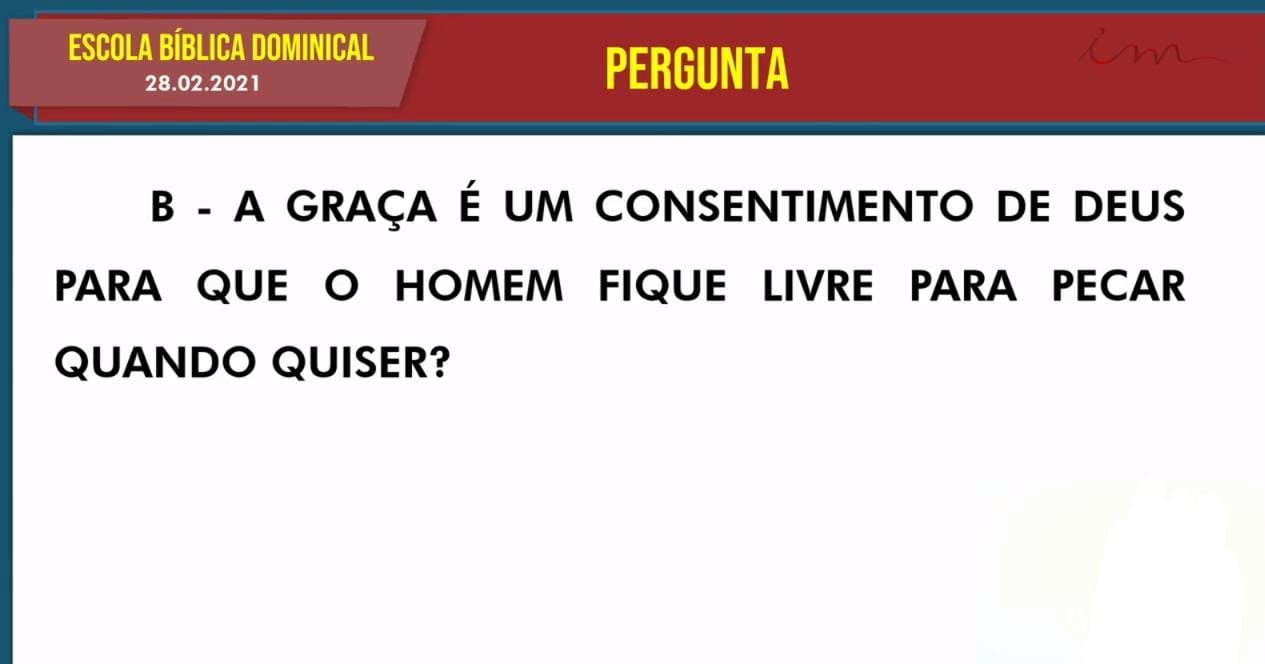 ESCOLA BÍBLICA DOMINICAL
28.02.2021
PERGUNTA
im
B - A GRAÇA É UM CONSENTIMENTO DE DEUS
PARA QUE O HOMEM FIQUE LIVRE PARA PECAR
QUANDO QUISER?